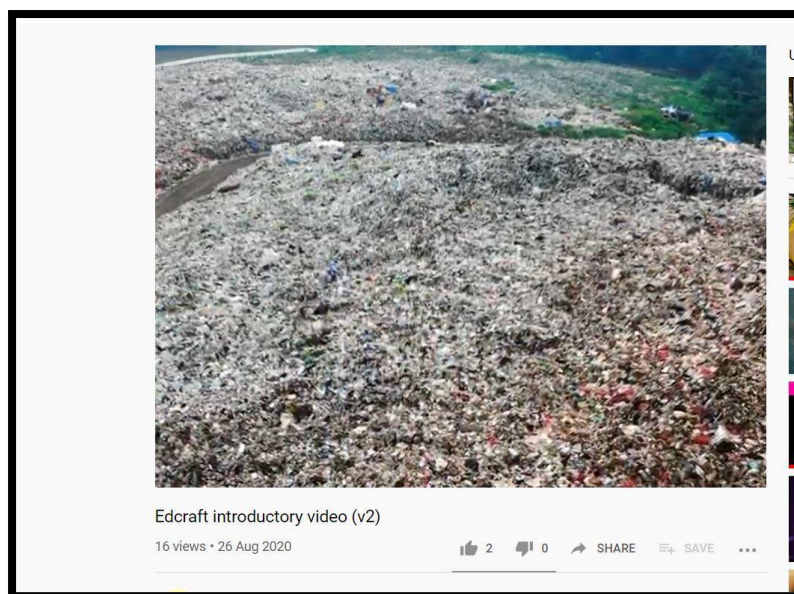 Edcraft introductory video (v2)
16 views • 26 Aug 2020
2 0 SHARE SAVE